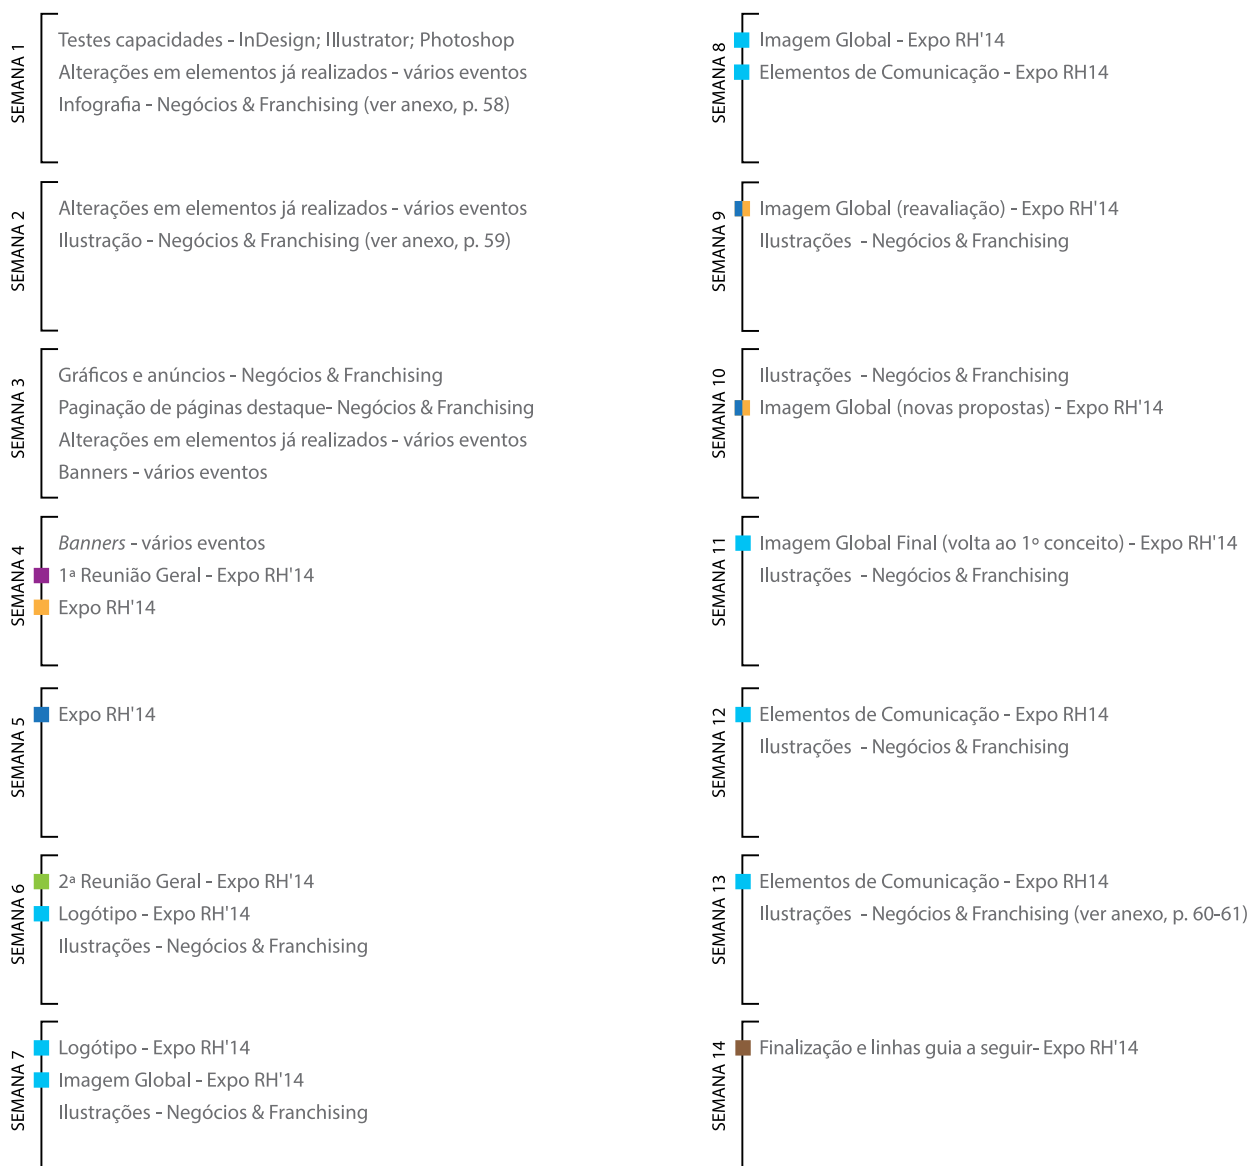 SEMANA 1
Testes capacidades - InDesign; Illustrator; Photoshop
Alterações em elementos já realizados - vários eventos
Infografia - Negócios & Franchising (ver anexo, p. 58)
SEMANA 2
Alterações em elementos já realizados - vários eventos
Ilustração - Negócios & Franchising (ver anexo, p. 59)
SEMANA 3
Gráficos e anúncios - Negócios & Franchising
Paginação de páginas destaque- Negócios & Franchising
Alterações em elementos já realizados - vários eventos
Banners - vários eventos
SEMANA 4
Banners - vários eventos
1ª Reunião Geral - Expo RH'14
Expo RH'14
SEMANA 5
Expo RH'14
SEMANA 6
2ª Reunião Geral - Expo RH'14
Logótipo - Expo RH'14
Ilustrações - Negócios & Franchising
SEMANA 7
Logótipo - Expo RH'14
Imagem Global - Expo RH'14
Ilustrações - Negócios & Franchising
SEMANA 8
Imagem Global - Expo RH'14
Elementos de Comunicação - Expo RH14
SEMANA 9
Imagem Global (reavaliação) - Expo RH'14
Ilustrações - Negócios & Franchising
SEMANA 10
Ilustrações - Negócios & Franchising
Imagem Global (novas propostas) - Expo RH'14
SEMANA 11
Imagem Global Final (volta ao 1º conceito) - Expo RH'14
Ilustrações - Negócios & Franchising
SEMANA 12
Elementos de Comunicação - Expo RH14
Ilustrações - Negócios & Franchising
SEMANA 13
Elementos de Comunicação - Expo RH14
Ilustrações - Negócios & Franchising (ver anexo, p. 60-61)
SEMANA 14
Finalização e linhas guia a seguir- Expo RH'14